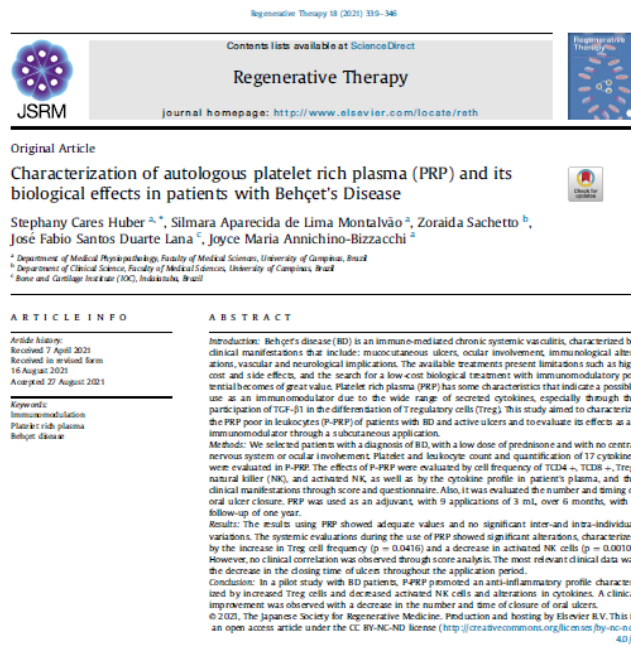 Regenerative Therapy 18 (2021) 339–346
Contents lists available at ScienceDirect
Regenerative Therapy
journal homepage: http://www.elsevier.com/locate/reth
JSRM
Regenerative
Therapy
Original Article
Characterization of autologous platelet rich plasma (PRP) and its
biological effects in patients with Behçet's Disease
Check for
updates
Stephany Cares Huber a, *, Silmara Aparecida de Lima Montalvão a, Zoraida Sachetto b,
José Fabio Santos Duarte Lana c, Joyce Maria Annichino-Bizzacchi a
a Department of Medical Physiopathology, Faculty of Medical Sciences, University of Campinas, Brazil
b Department of Clinical Science, Faculty of Medical Sciences, University of Campinas, Brazil
c Bone and Cartilage Institute (IOC), Indaiatuba, Brazil
ARTICLE INFO
Article history:
Received 7 April 2021
Received in revised form
16 August 2021
Accepted 27 August 2021
Keywords:
Immunomodulation
Platelet rich plasma
Behçet disease
ABSTRACT
Introduction: Behçet's disease (BD) is an immune-mediated chronic systemic vasculitis, characterized b
clinical manifestations that include: mucocutaneous ulcers, ocular involvement, immunological alter
ations, vascular and neurological implications. The available treatments present limitations such as hig
cost and side effects, and the search for a low-cost biological treatment with immunomodulatory po
tential becomes of great value. Platelet rich plasma (PRP) has some characteristics that indicate a possibl
use as an immunomodulator due to the wide range of secreted cytokines, especially through th
participation of TGF-β1 in the differentiation of T regulatory cells (Treg). This study aimed to characteriz
the PRP poor in leukocytes (P-PRP) of patients with BD and active ulcers and to evaluate its effects as a
immunomodulator through a subcutaneous application.
Methods: We selected patients with a diagnosis of BD, with a low dose of prednisone and with no centra
nervous system or ocular involvement. Platelet and leukocyte count and quantification of 17 cytokine
were evaluated in P-PRP. The effects of P-PRP were evaluated by cell frequency of TCD4 +, TCD8 +, Treg
natural killer (NK), and activated NK, as well as by the cytokine profile in patient's plasma, and th
clinical manifestations through score and questionnaire. Also, it was evaluated the number and timing o
oral ulcer closure. PRP was used as an adjuvant, with 9 applications of 3 mL, over 6 months, with
follow-up of one year.
Results: The results using PRP showed adequate values and no significant inter-and intra-individua
variations. The systemic evaluations during the use of PRP showed significant alterations, characterize
by the increase in Treg cell frequency (p = 0.0416) and a decrease in activated NK cells (p = 0.0010
However, no clinical correlation was observed through score analysis. The most relevant clinical data wa
the decrease in the closing time of ulcers throughout the application period.
Conclusion: In a pilot study with BD patients, P-PRP promoted an anti-inflammatory profile character
ized by increased Treg cells and decreased activated NK cells and alterations in cytokines. A clinica
improvement was observed with a decrease in the number and time of closure of oral ulcers.
© 2021, The Japanese Society for Regenerative Medicine. Production and hosting by Elsevier B.V. This i
an open access article under the CC BY-NC-ND license (http://creativecommons.org/licenses/by-nc-nd
4.0/